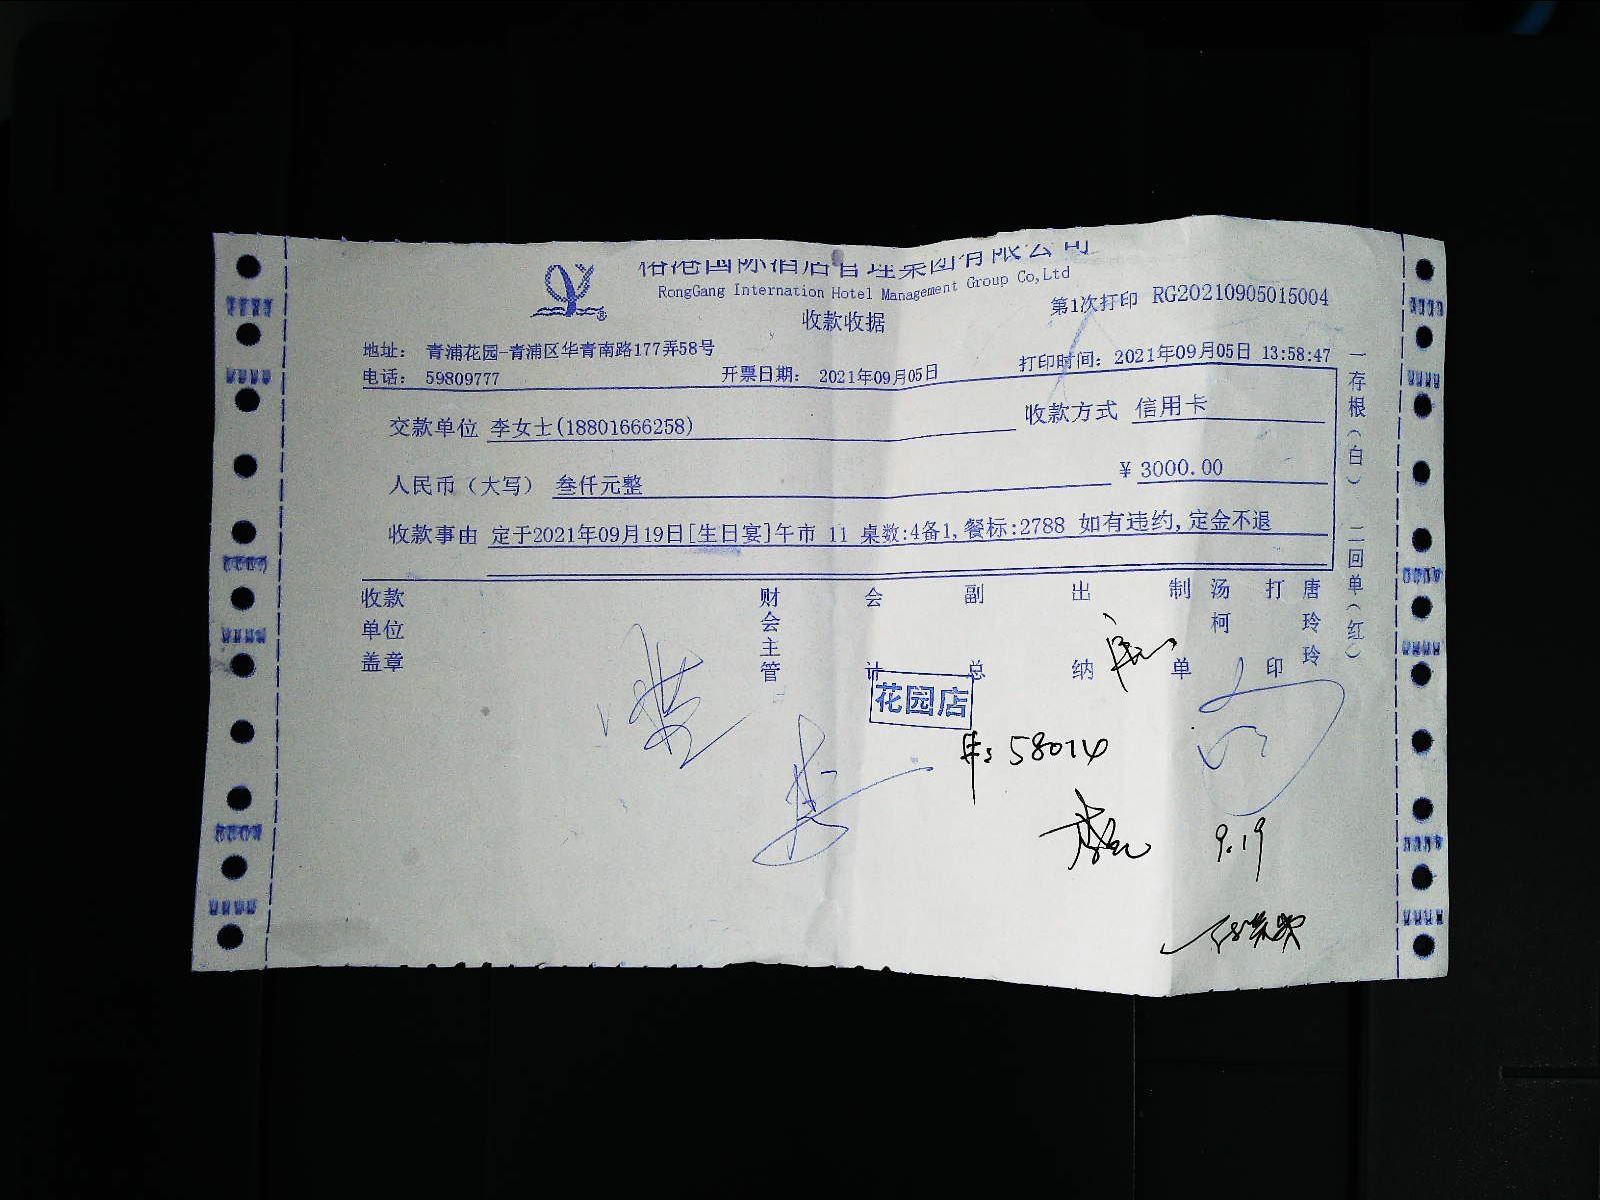 裕港国际酒店管理集团有限公司
RongGang Internation Hotel Management Group Co,Ltd
收款收据
第1次打印 RG20210905015004
地址: 青浦花园-青浦区华青南路177弄58号
电话: 59809777
开票日期: 2021年09月05日
打印时间: 2021年09月05日 13:58:47
交款单位 李女士(18801666258)
收款方式 信用卡
人民币（大写） 叁仟元整
¥ 3000.00
收款事由 定于2021年09月19日[生日宴]午市 11 桌数:4备1,餐标:2788 如有违约,定金不退
一存根（白） 二回单（红）
收款单位盖章
财会主管
会计
副总
出纳
制单
汤柯
打印
唐玲玲
花园店
58074
9.19